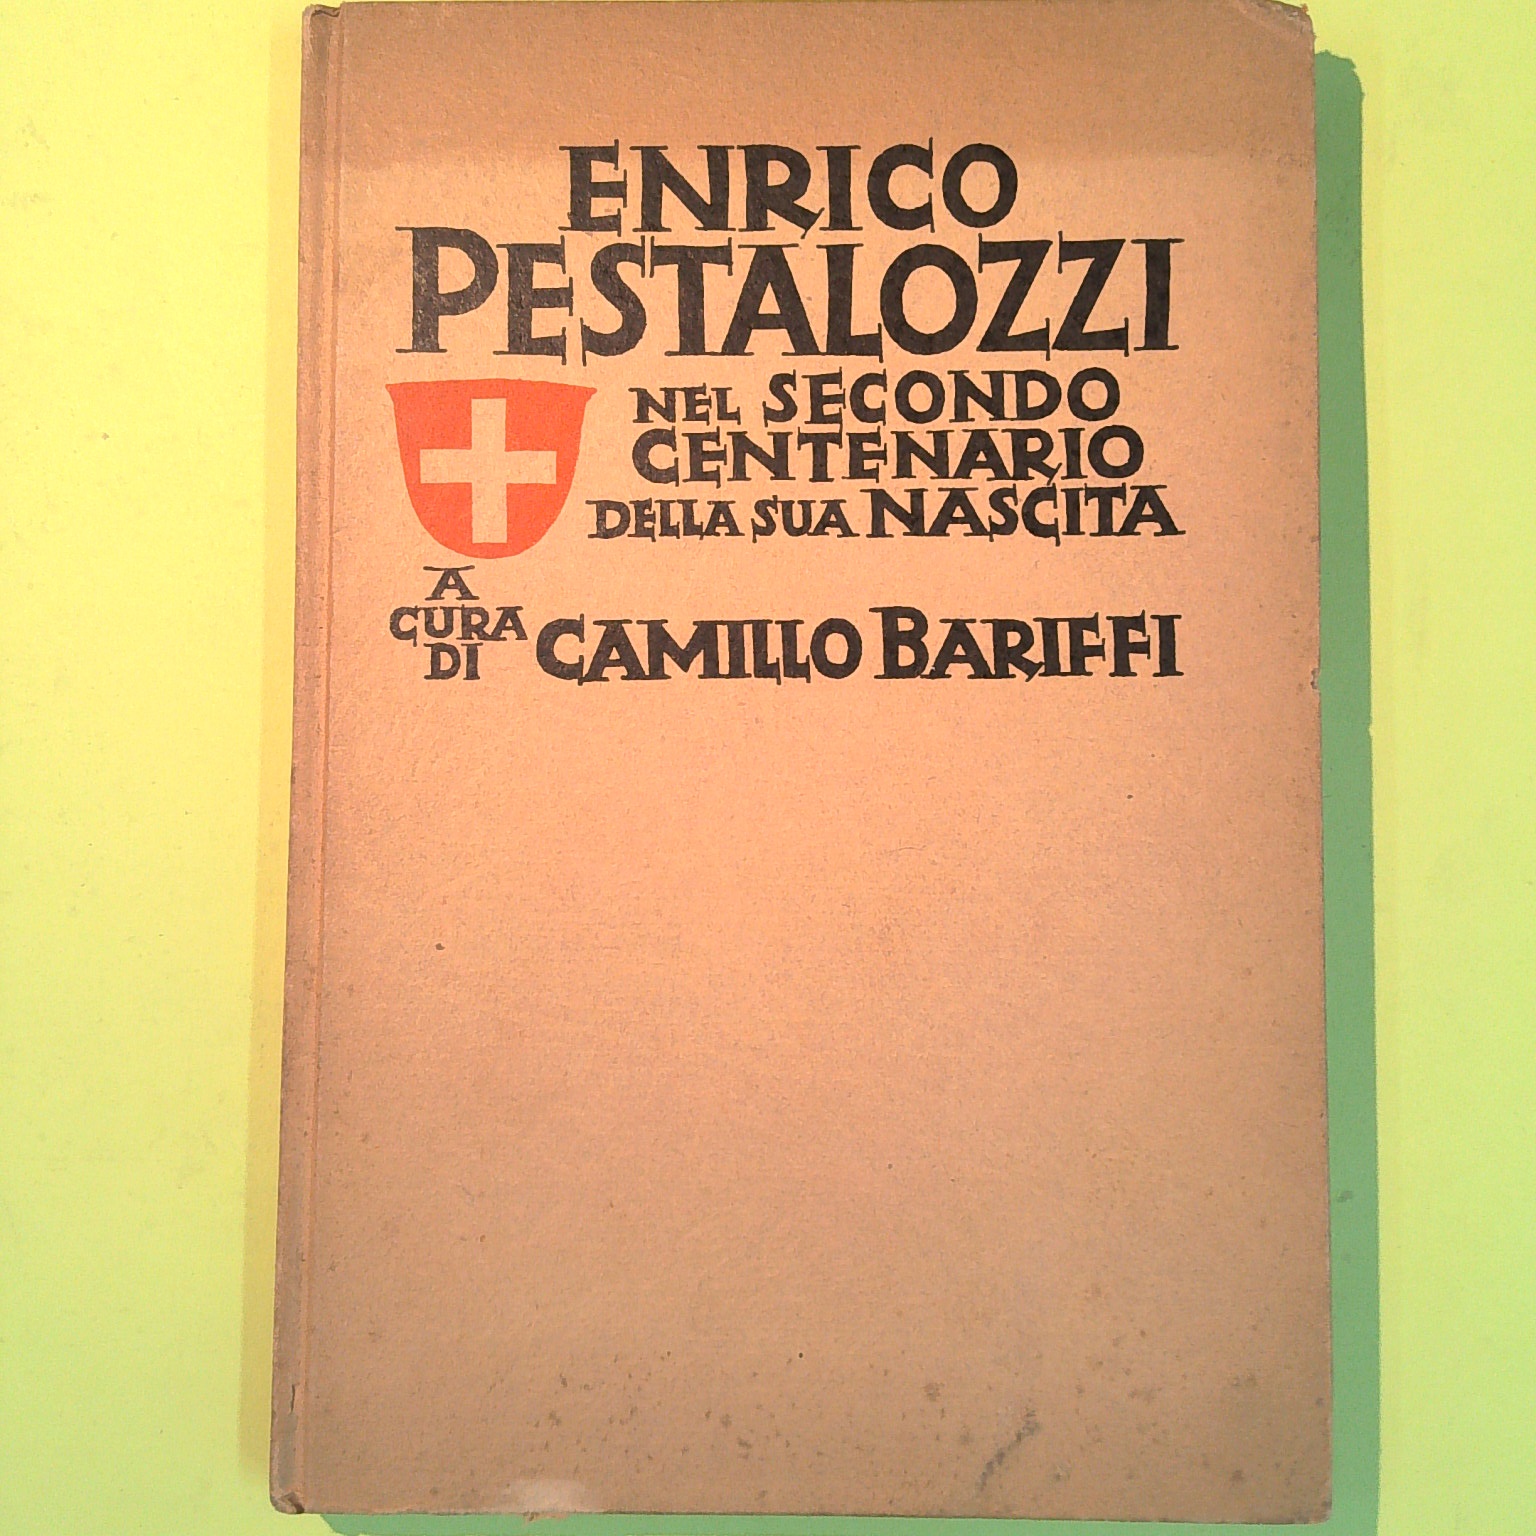 ENRICO
PESTALOZZI
NEL SECONDO
CENTENARIO
DELLA SUA NASCITA
A
CURA
DI
CAMILLO BARIFFI